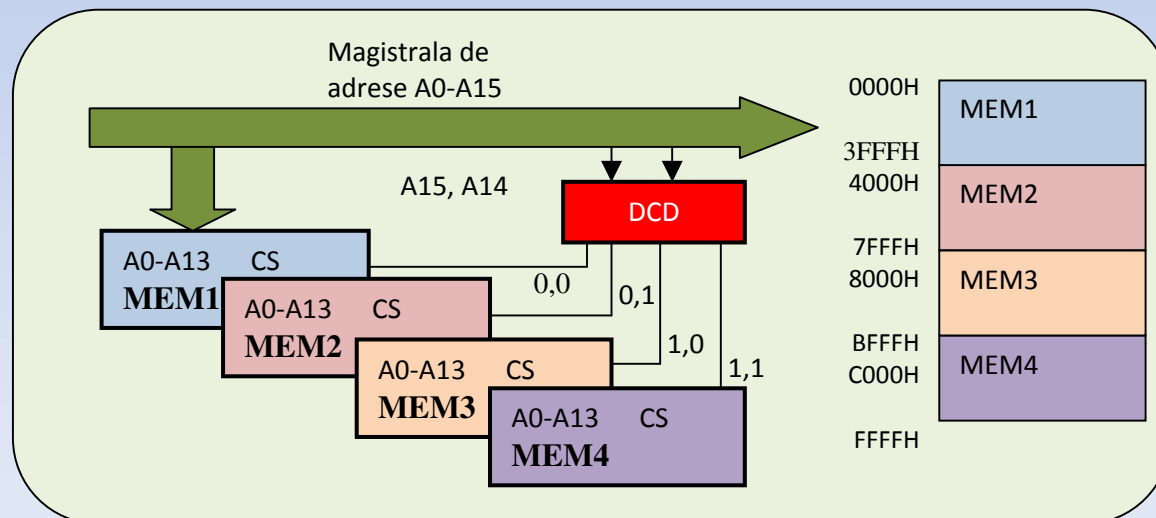 Magistrala de
adrese A0-A15
A15, A14
DCD
A0-A13 CS
MEM1
A0-A13 CS
MEM2
A0-A13 CS
MEM3
A0-A13 CS
MEM4
0,0
0,1
1,0
1,1
0000H
MEM1
3FFFH
4000H
MEM2
7FFFH
8000H
MEM3
BFFFH
C000H
MEM4
FFFFH